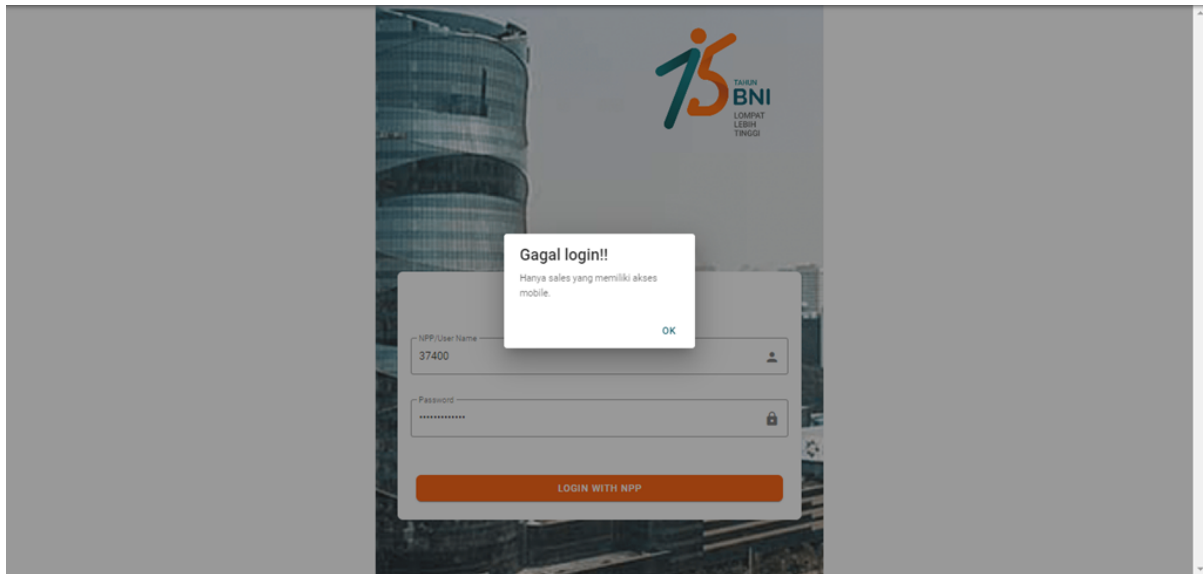 75
TAHUN
BNI
LOMPAT
LEBIH
TINGGI
Gagal login!!
Hanya sales yang memiliki akses
mobile.
OK
NPP/User Name
37400
Password
•••••••••••••
LOGIN WITH NPP